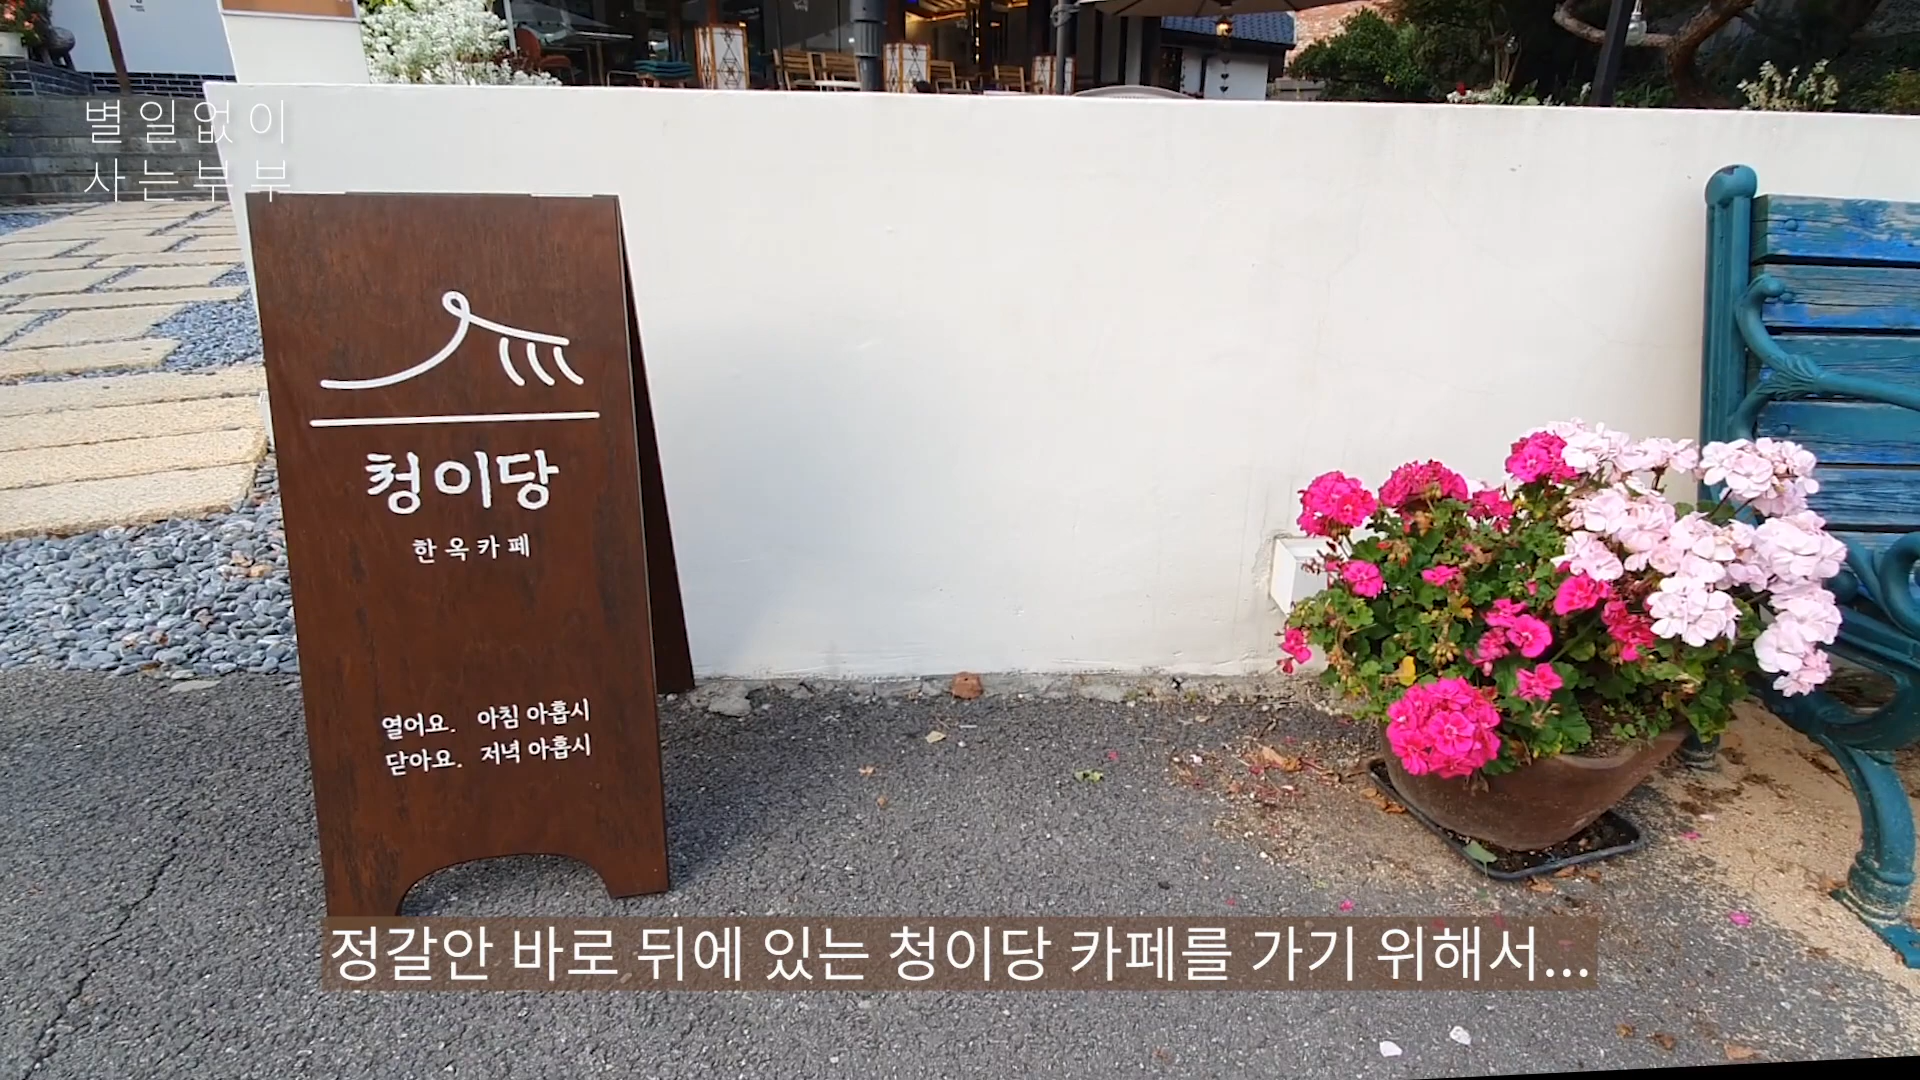 별일없이
사는부부
청이당
한옥카페
열어요. 아침 아홉시
닫아요. 저녁 아홉시
정갈안 바로 뒤에 있는 청이당 카페를 가기 위해서...